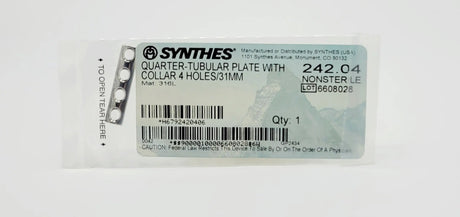 SYNTHES®
Manufactured or Distributed by SYNTHES (USA)
1101 Synthes Avenue, Monument, CO 80132
QUARTER-TUBULAR PLATE WITH
COLLAR 4 HOLES/31MM
Mat. 316L
242.04
NONSTERILE
LOT 6608028
Qty: 1
CAUTION: Federal Law Restricts This Device To Sale By Or On The Order Of A Physician
✧ TO OPEN TEAR HERE ✧